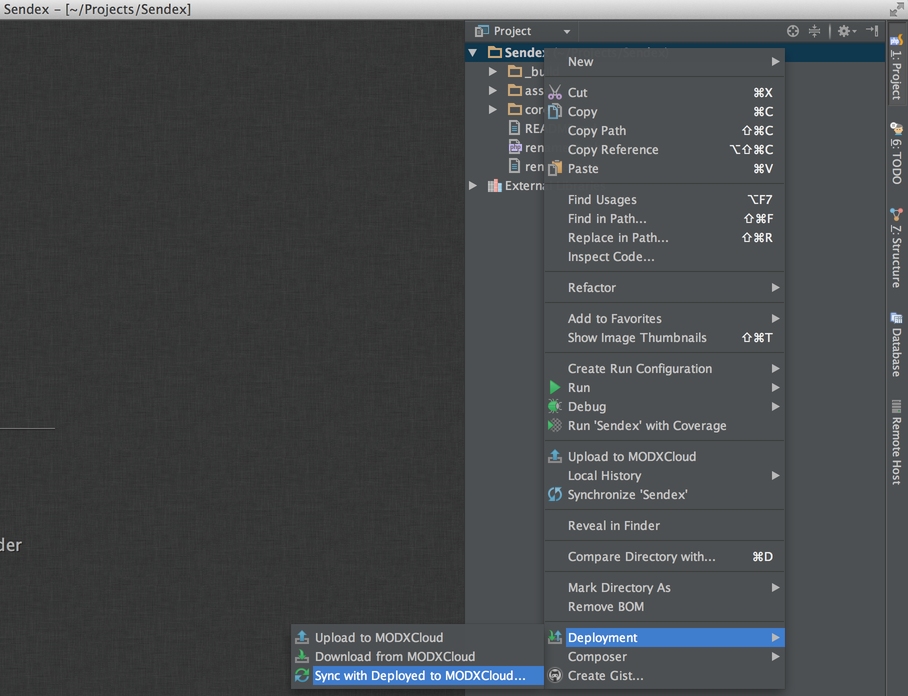 Sendex – [~/Projects/Sendex]
Project
Sende
_bu
ass
cor
REA
ren
ren
Externa
New
Cut ⌘X
Copy ⌘C
Copy Path ⇧⌘C
Copy Reference ⌥⇧⌘C
Paste ⌘V
Find Usages ⌥F7
Find in Path... ⇧⌘F
Replace in Path... ⇧⌘R
Inspect Code...
Refactor
Add to Favorites
Show Image Thumbnails ⇧⌘T
Create Run Configuration
Run
Debug
Run 'Sendex' with Coverage
Upload to MODXCloud
Local History
Synchronize 'Sendex'
Reveal in Finder
Compare Directory with... ⌘D
Mark Directory As
Remove BOM
Deployment
Composer
Create Gist...
Upload to MODXCloud
Download from MODXCloud
Sync with Deployed to MODXCloud...
der
1: Project
6: TODO
7: Structure
Database
Remote Host